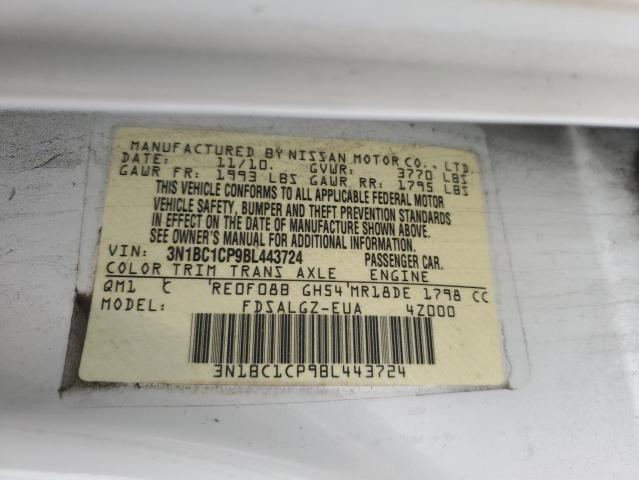 MANUFACTURED BY NISSAN MOTOR CO., LTD.
DATE: 11/10. GVWR: 3770 LBS
GAWR FR: 1993 LBS GAWR RR: 1795 LBS
THIS VEHICLE CONFORMS TO ALL APPLICABLE FEDERAL MOTOR
VEHICLE SAFETY, BUMPER AND THEFT PREVENTION STANDARDS
IN EFFECT ON THE DATE OF MANUFACTURE SHOWN ABOVE.
SEE OWNER'S MANUAL FOR ADDITIONAL INFORMATION.
VIN: 3N1BC1CP9BL443724 PASSENGER CAR.
COLOR TRIM TRANS AXLE ENGINE
QM1 C RE0F08B GH54 MR18DE 1798 CC
MODEL: FDSALGZ-EUA 4Z000
3N1BC1CP9BL443724